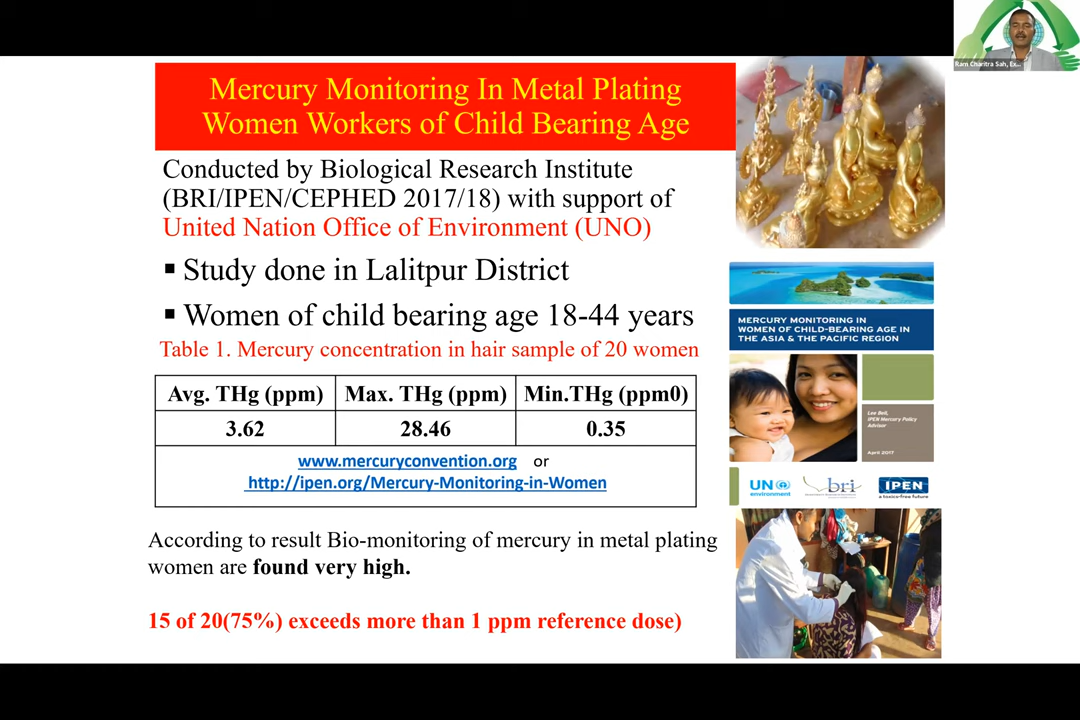 Ram Charitra Sah, Ex...
Mercury Monitoring In Metal Plating
Women Workers of Child Bearing Age
Conducted by Biological Research Institute
(BRI/IPEN/CEPHED 2017/18) with support of
United Nation Office of Environment (UNO)
▪ Study done in Lalitpur District
▪ Women of child bearing age 18-44 years
Table 1. Mercury concentration in hair sample of 20 women
Avg. THg (ppm) Max. THg (ppm) Min.THg (ppm0)
3.62 28.46 0.35
www.mercuryconvention.org or
http://ipen.org/Mercury-Monitoring-in-Women
According to result Bio-monitoring of mercury in metal plating
women are found very high.
15 of 20(75%) exceeds more than 1 ppm reference dose)
MERCURY MONITORING IN
WOMEN OF CHILD-BEARING AGE IN
THE ASIA & THE PACIFIC REGION
Lee Bell,
IPEN Mercury Policy
Advisor
April 2017
UN
environment
bri
IPEN
a toxics-free future